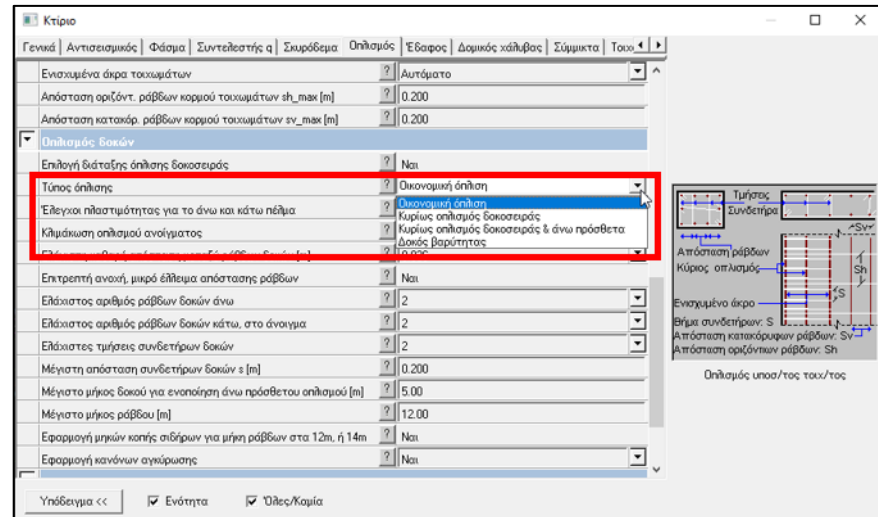 Κτίριο
Γενικά Αντισεισμικός Φάσμα Συντελεστής q Σκυρόδεμα Οπλισμός Έδαφος Δομικός χάλυβας Σύμμικτα Τοιχο
Ενισχυμένα άκρα τοιχωμάτων ? Αυτόματο
Απόσταση οριζόντ. ράβδων κορμού τοιχωμάτων sh_max [m] ? 0.200
Απόσταση κατακόρ. ράβδων κορμού τοιχωμάτων sv_max [m] ? 0.200
Οπλισμός δοκών
Επιλογή διάταξης όπλισης δοκοσειράς ? Ναι
Τύπος όπλισης ? Οικονομική όπλιση
Έλεγχοι πλαστιμότητας για το άνω και κάτω πέλμα ? Οικονομική όπλιση
Κυρίως οπλισμός δοκοσειράς
Κλιμάκωση οπλισμού ανοίγματος ? Κυρίως οπλισμός δοκοσειράς & άνω πρόσθετα
Δοκός βαρύτητας
Επιτρεπτή ανοχή, μικρό έλλειμα απόστασης ράβδων ? Ναι
Ελάχιστος αριθμός ράβδων δοκών άνω ? 2
Ελάχιστος αριθμός ράβδων δοκών κάτω, στο άνοιγμα ? 2
Ελάχιστες τμήσεις συνδετήρων δοκών ? 2
Μέγιστη απόσταση συνδετήρων δοκών s [m] ? 0.200
Μέγιστο μήκος δοκού για ενοποίηση άνω πρόσθετου οπλισμού [m] ? 5.00
Μέγιστο μήκος ράβδου [m] ? 12.00
Εφαρμογή μηκών κοπής σιδήρων για μήκη ράβδων στα 12m, ή 14m ? Ναι
Εφαρμογή κανόνων αγκύρωσης ? Ναι
Υπόδειγμα << Ενότητα Όλες/Καμία
Τμήσεις
Συνδετήρα
Sv
Απόσταση ράβδων
Κύριος οπλισμός
Sh
S
Ενισχυμένο άκρο
Βήμα συνδετήρων: S
Απόσταση κατακόρυφων ράβδων: Sv
Απόσταση οριζόντιων ράβδων: Sh
Οπλισμός υποσ/τος τοιχ/τος